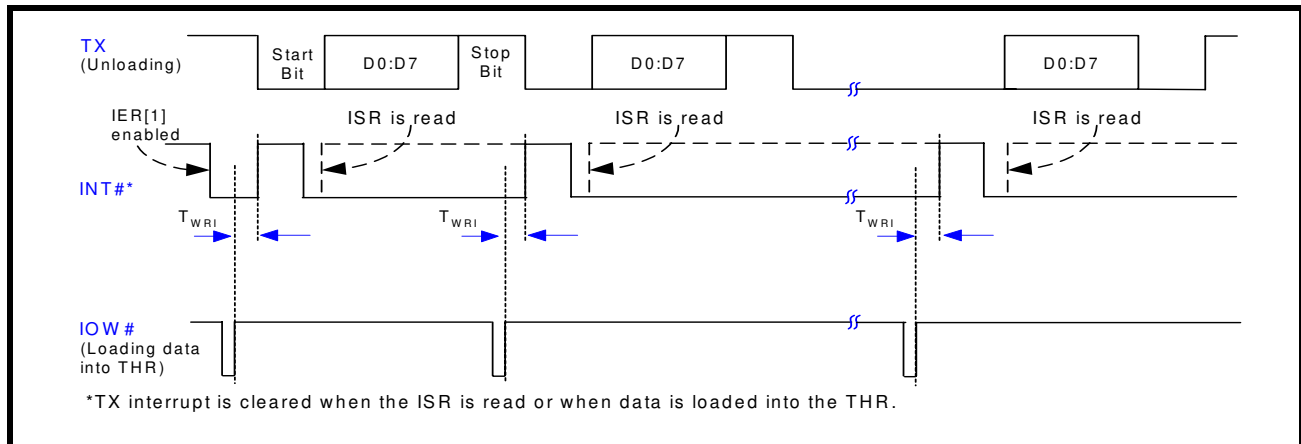 TX
(Unloading)
Start
Bit
D0:D7
Stop
Bit
D0:D7
D0:D7
IER[1]
enabled
ISR is read
ISR is read
ISR is read
INT#*
TWRI
TWRI
TWRI
IOW#
(Loading data
into THR)
*TX interrupt is cleared when the ISR is read or when data is loaded into the THR.